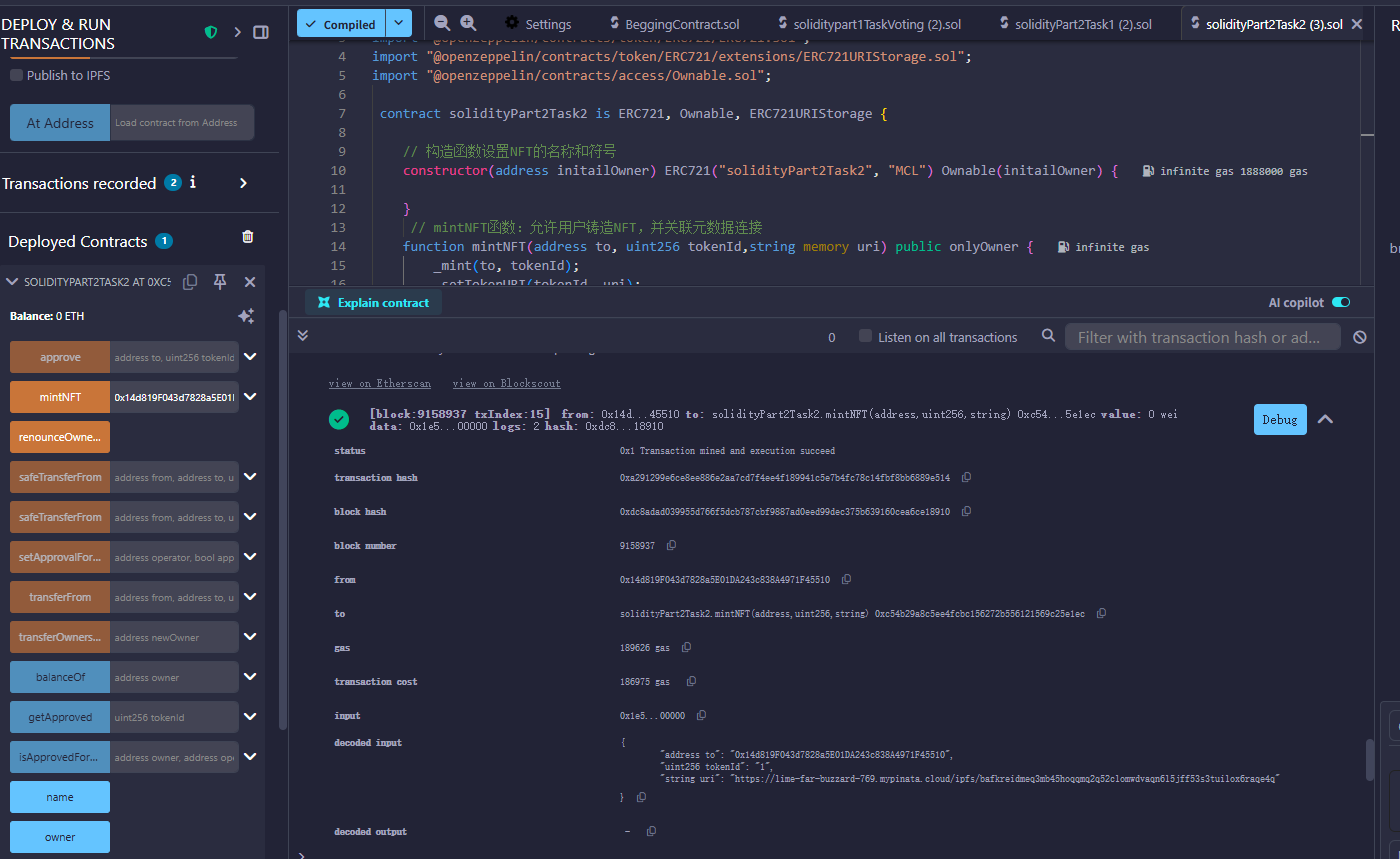 DEPLOY & RUN
TRANSACTIONS
Publish to IPFS
At Address
Load contract from Address
Transactions recorded 2 i
Deployed Contracts 1
SOLIDITYPART2TASK2 AT 0XC5
Balance: 0 ETH
approve
address to, uint256 tokenId
mintNFT
0x14d819F043d7828a5E01
renounceOwne...
safeTransferFrom
address from, address to, u
safeTransferFrom
address from, address to, u
setApprovalFor...
address operator, bool app
transferFrom
address from, address to, u
transferOwners...
address newOwner
balanceOf
address owner
getApproved
uint256 tokenId
isApprovedFor...
address owner, address ope
name
owner
Compiled
Settings
BeggingContract.sol
soliditypart1TaskVoting (2).sol
solidityPart2Task1 (2).sol
solidityPart2Task2 (3).sol
4 import "@openzeppelin/contracts/token/ERC721/extensions/ERC721URIStorage.sol";
5 import "@openzeppelin/contracts/access/Ownable.sol";
6
7 contract solidityPart2Task2 is ERC721, Ownable, ERC721URIStorage {
8
9 // 构造函数设置NFT的名称和符号
10 constructor(address initailOwner) ERC721("solidityPart2Task2", "MCL") Ownable(initailOwner) { infinite gas 1888000 gas
11
12 }
13 // mintNFT函数: 允许用户铸造NFT，并关联元数据连接
14 function mintNFT(address to, uint256 tokenId,string memory uri) public onlyOwner { infinite gas
15 _mint(to, tokenId);
16 _setTokenURI(tokenId, uri);
Explain contract
AI copilot
0
Listen on all transactions
Filter with transaction hash or ad...
view on Etherscan
view on Blockscout
[block:9158937 txIndex:15] from: 0x14d...45510 to: solidityPart2Task2.mintNFT(address,uint256,string) 0xc54...5e1ec value: 0 wei
data: 0x1e5...00000 logs: 2 hash: 0xdc8...18910
Debug
status
0x1 Transaction mined and execution succeed
transaction hash
0xa291299e6ce8ee886e2aa7cd7f4ee4f189941c5e7b4fc78c14fbf8bb6889e514
block hash
0xdc8adad039955d766f5dcb787cbf9887ad0eed99dec375b639160cea6ce18910
block number
9158937
from
0x14d819F043d7828a5E01DA243c838A4971F45510
to
solidityPart2Task2.mintNFT(address,uint256,string) 0xc54b29a8c5ee4fcbc156272b556121569c25e1ec
gas
189626 gas
transaction cost
186975 gas
input
0x1e5...00000
decoded input
{
"address to": "0x14d819F043d7828a5E01DA243c838A4971F45510",
"uint256 tokenId": "1",
"string uri": "https://lime-far-buzzard-769.mypinata.cloud/ipfs/bafkreidmeq3mb45hoqqmq2q52clomwdvaqn6l5jff53s3tuilox6raqe4q"
}
decoded output
-